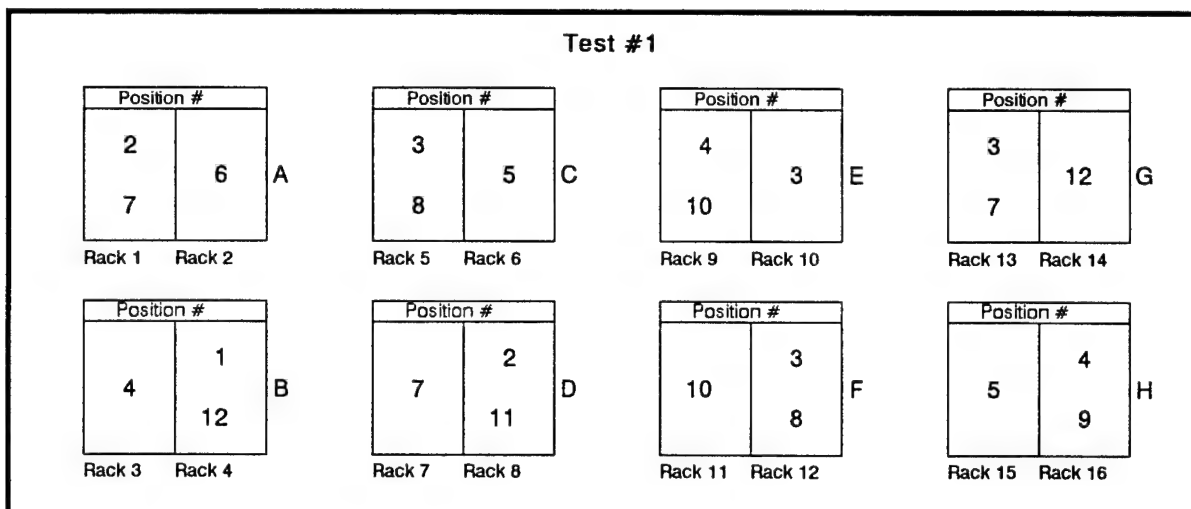 Test #1
Position # Position # Position # Position #
2 3 4 3
6 A 5 C 3 E 12 G
7 8 10 7
Rack 1 Rack 2 Rack 5 Rack 6 Rack 9 Rack 10 Rack 13 Rack 14
Position # Position # Position # Position #
1 2 3 4
4 B 7 D 10 F 5 H
12 11 8 9
Rack 3 Rack 4 Rack 7 Rack 8 Rack 11 Rack 12 Rack 15 Rack 16